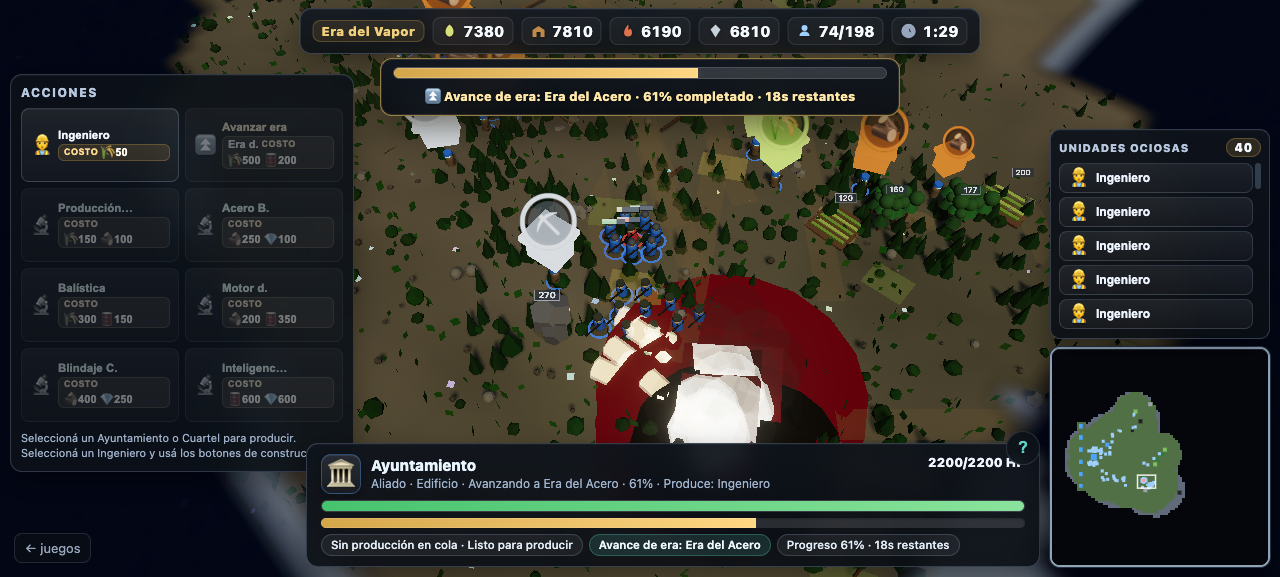 Era del Vapor
7380
7810
6190
6810
74/198
1:29
Avance de era: Era del Acero · 61% completado · 18s restantes
ACCIONES
Ingeniero
COSTO 50
Avanzar era
Era d. COSTO
500 200
Producción...
COSTO
150 100
Acero B.
COSTO
250 100
Balística
COSTO
300 150
Motor d.
COSTO
200 350
Blindaje C.
COSTO
400 250
Inteligenc...
COSTO
600 600
Seleccioná un Ayuntamiento o Cuartel para producir.
Seleccioná un Ingeniero y usá los botones de construc
← juegos
270
120
160
177
200
UNIDADES OCIOSAS 40
Ingeniero
Ingeniero
Ingeniero
Ingeniero
Ingeniero
?
Ayuntamiento
2200/2200 HP
Aliado · Edificio · Avanzando a Era del Acero · 61% · Produce: Ingeniero
Sin producción en cola · Listo para producir
Avance de era: Era del Acero
Progreso 61% · 18s restantes